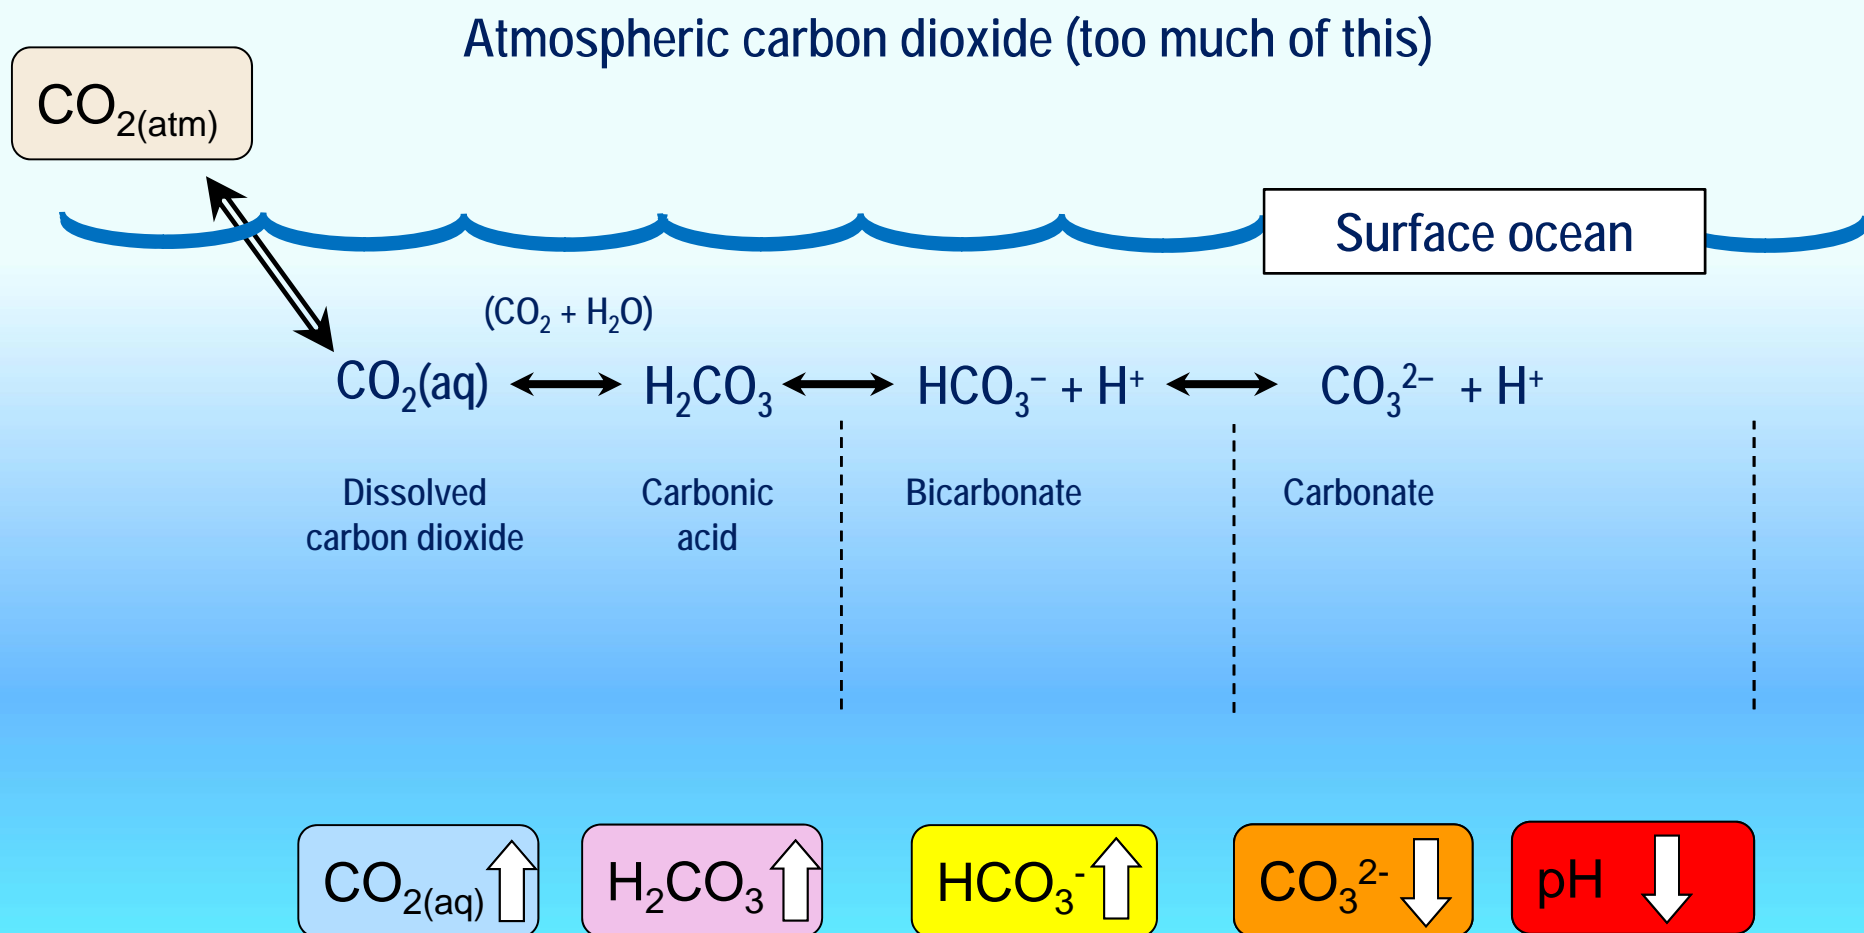 Atmospheric carbon dioxide (too much of this)
CO₂(atm)
Surface ocean
(CO₂ + H₂O)
CO₂(aq) H₂CO₃ HCO₃⁻ + H⁺ CO₃²⁻ + H⁺
Dissolved carbon dioxide
Carbonic acid
Bicarbonate
Carbonate
CO₂(aq) H₂CO₃ HCO₃⁻ CO₃²⁻ pH